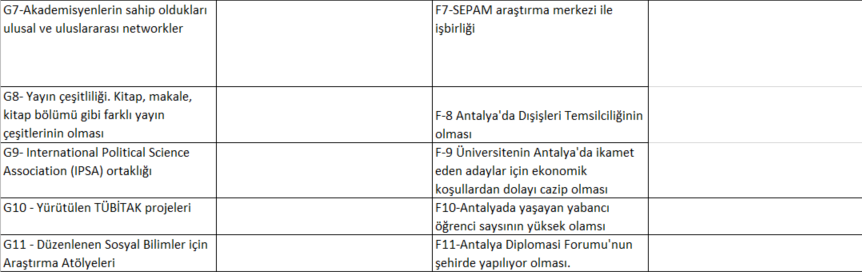 G7-Akademisyenlerin sahip oldukları
ulusal ve uluslararası networkler
F7-SEPAM araştırma merkezi ile
işbirliği
G8- Yayın çeşitliliği. Kitap, makale,
kitap bölümü gibi farklı yayın
çeşitlerinin olması
F-8 Antalya'da Dışişleri Temsilciliğinin
olması
G9- International Political Science
Association (IPSA) ortaklığı
F-9 Üniversitenin Antalya'da ikamet
eden adaylar için ekonomik
koşullardan dolayı cazip olması
G10 - Yürütülen TÜBİTAK projeleri
F10-Antalyada yaşayan yabancı
öğrenci saysının yüksek olamsı
G11 - Düzenlenen Sosyal Bilimler için
Araştırma Atölyeleri
F11-Antalya Diplomasi Forumu'nun
şehirde yapılıyor olması.